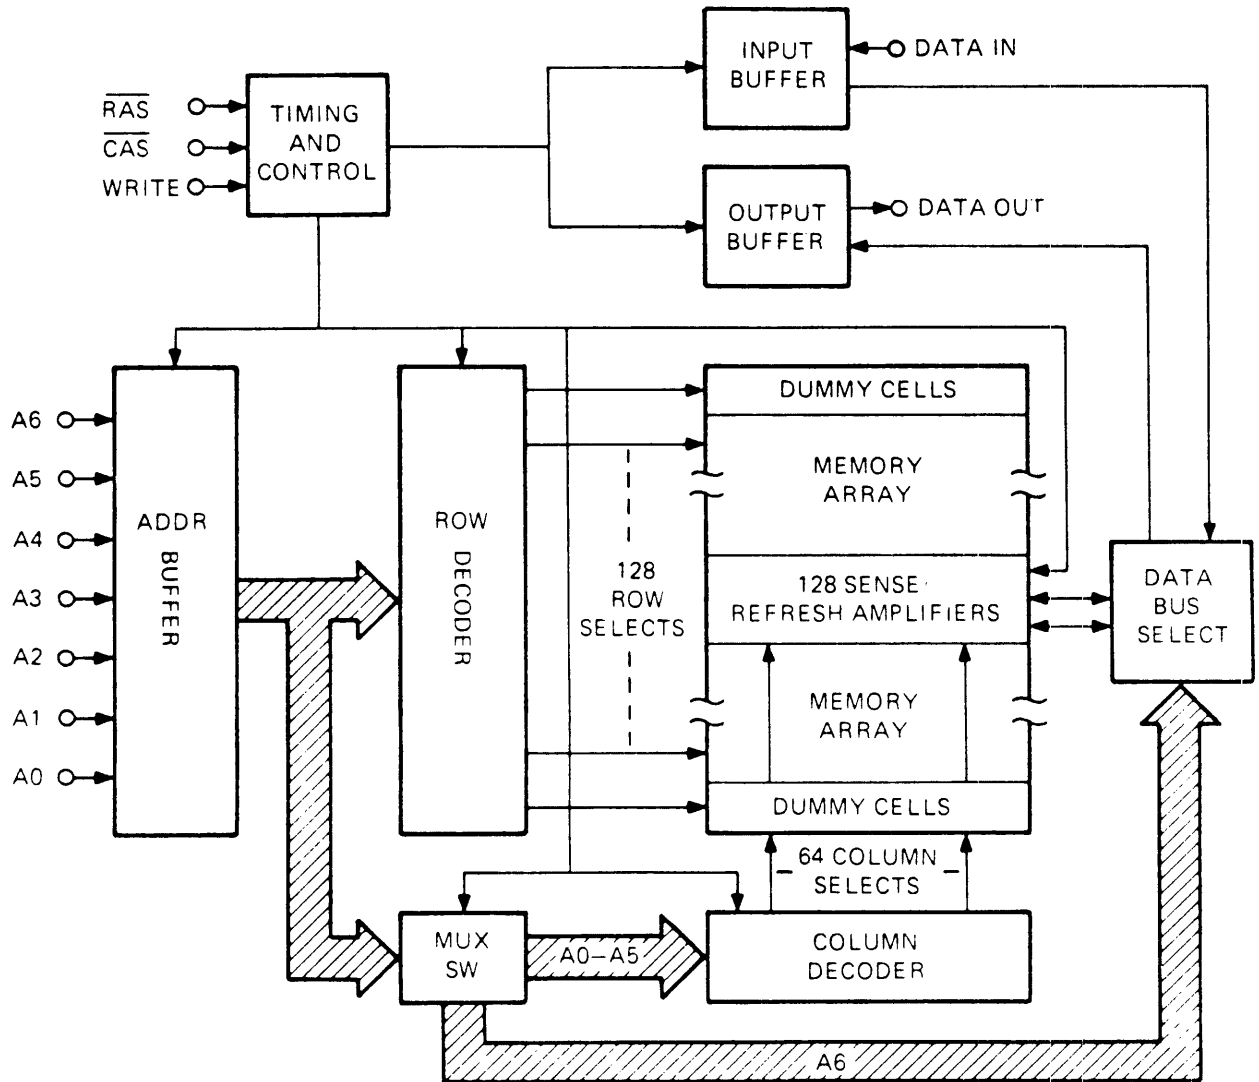 INPUT
BUFFER
DATA IN
RAS
CAS
WRITE
TIMING
AND
CONTROL
OUTPUT
BUFFER
DATA OUT
A6
A5
A4
A3
A2
A1
A0
ADDR
BUFFER
ROW
DECODER
128
ROW
SELECTS
DUMMY CELLS
MEMORY
ARRAY
128 SENSE
REFRESH AMPLIFIERS
MEMORY
ARRAY
DUMMY CELLS
DATA
BUS
SELECT
64 COLUMN
SELECTS
MUX
SW
A0–A5
COLUMN
DECODER
A6